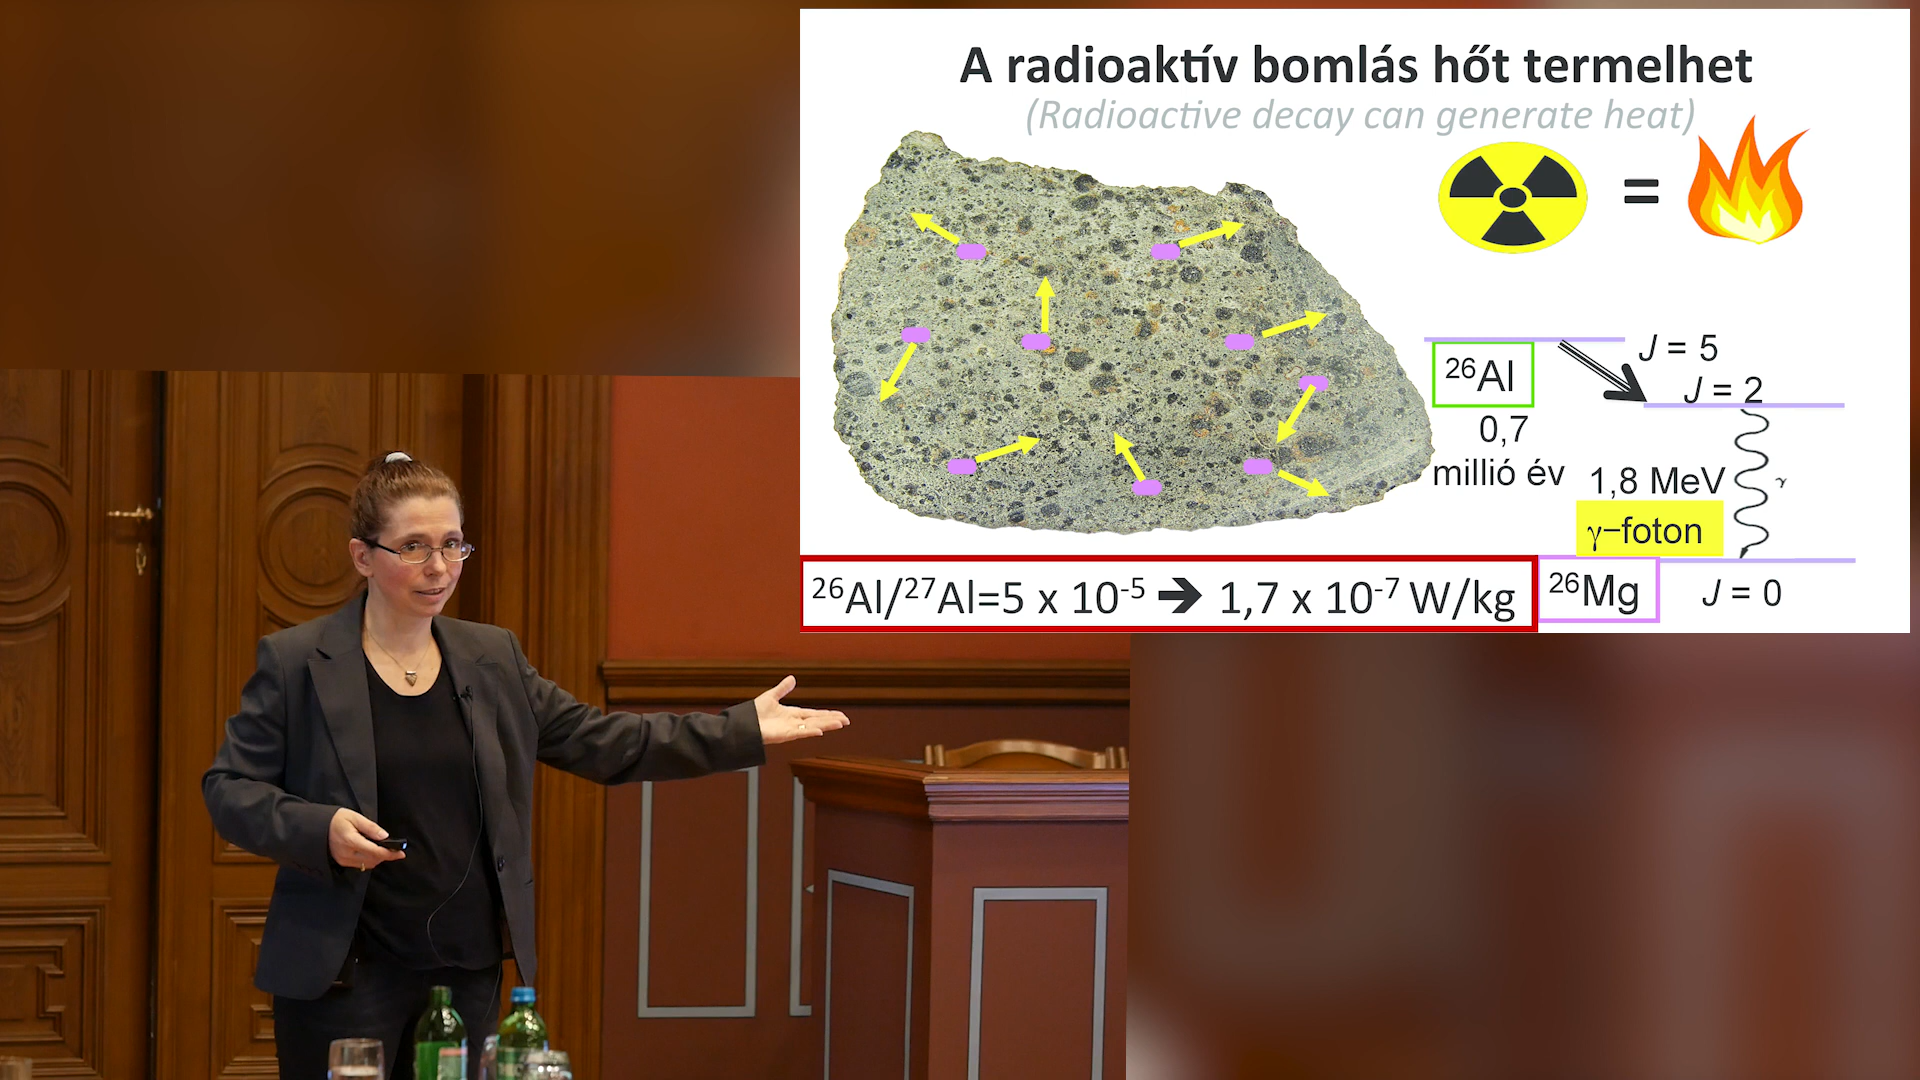 A radioaktív bomlás hőt termelhet
(Radioactive decay can generate heat)
=
J = 5
²⁶Al
J = 2
0,7
millió év
1,8 MeV
γ
γ–foton
²⁶Al/²⁷Al=5 x 10⁻⁵ ➔ 1,7 x 10⁻⁷ W/kg
²⁶Mg
J = 0